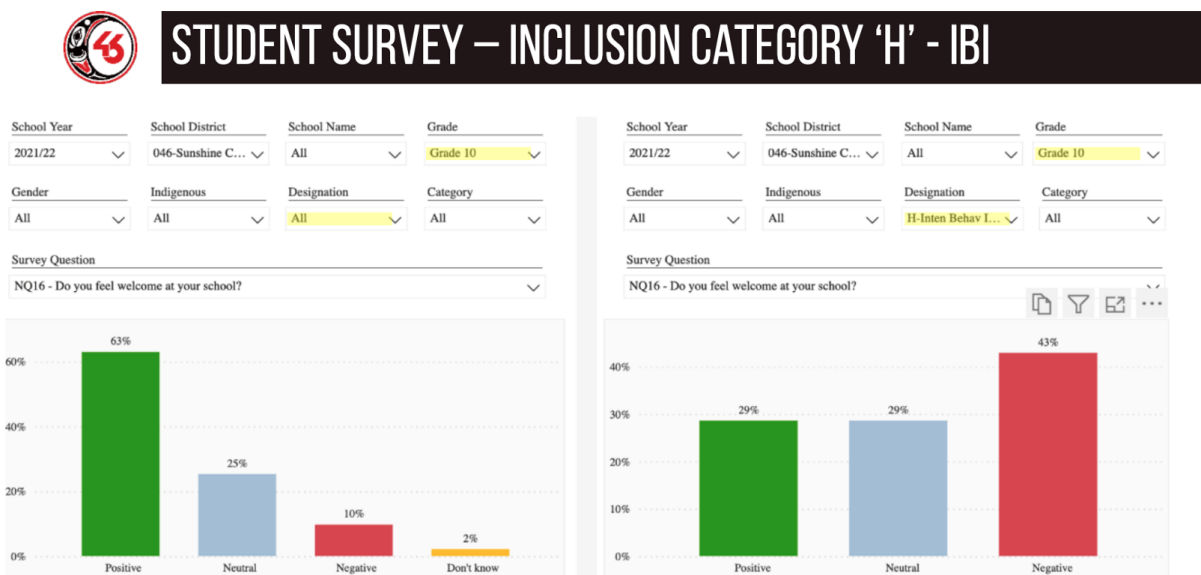 46
STUDENT SURVEY – INCLUSION CATEGORY ‘H’ - IBI
School Year School District School Name Grade
2021/22 046-Sunshine C... All Grade 10
Gender Indigenous Designation Category
All All All All
Survey Question
NQ16 - Do you feel welcome at your school?
63%
60%
40%
25%
20%
10%
2%
0%
Positive Neutral Negative Don't know
School Year School District School Name Grade
2021/22 046-Sunshine C... All Grade 10
Gender Indigenous Designation Category
All All H-Inten Behav I... All
Survey Question
NQ16 - Do you feel welcome at your school?
43%
40%
30%
29% 29%
20%
10%
0%
Positive Neutral Negative